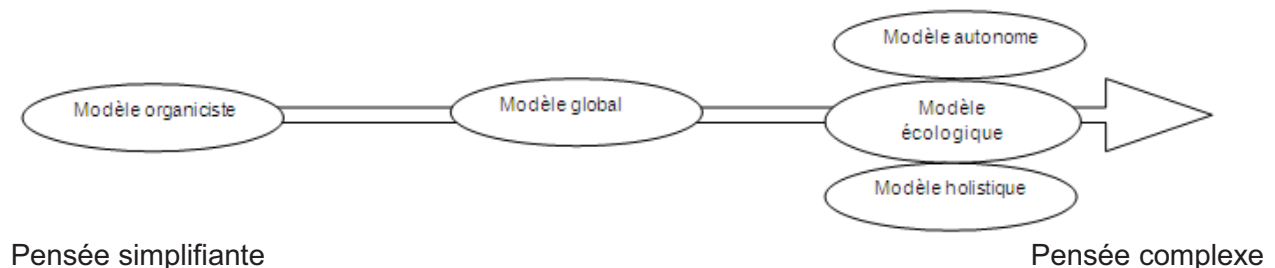 Modèle autonome
Modèle organiciste
Modèle global
Modèle
écologique
Modèle holistique
Pensée simplifiante
Pensée complexe